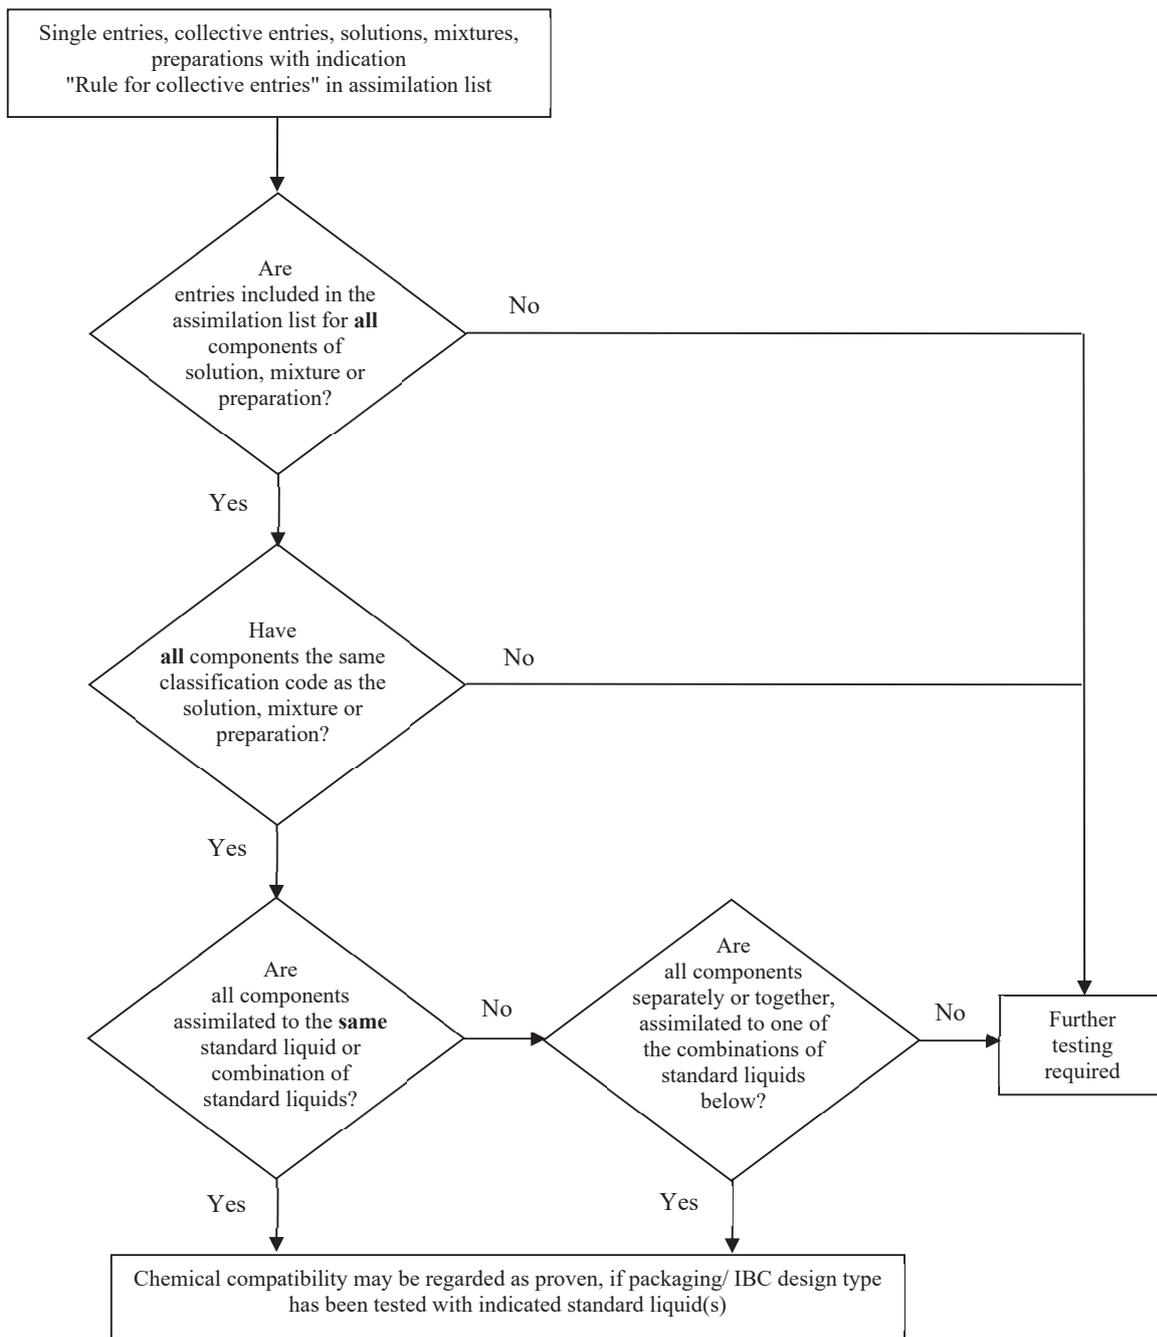 Single entries, collective entries, solutions, mixtures,
preparations with indication
"Rule for collective entries" in assimilation list
Are
entries included in the
assimilation list for all
components of
solution, mixture or
preparation?
No
Yes
Have
all components the same
classification code as the
solution, mixture or
preparation?
No
Yes
Are
all components
assimilated to the same
standard liquid or
combination of
standard liquids?
No
Are
all components
separately or together,
assimilated to one of
the combinations of
standard liquids
below?
No
Further
testing
required
Yes
Yes
Chemical compatibility may be regarded as proven, if packaging/ IBC design type
has been tested with indicated standard liquid(s)